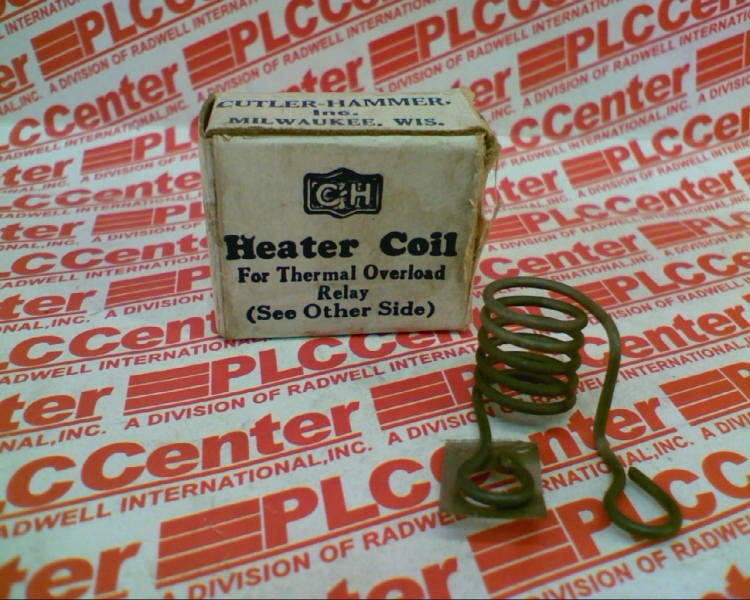 CUTLER-HAMMER,
Inc.
MILWAUKEE, WIS.
C-H
Heater Coil
For Thermal Overload
Relay
(See Other Side)
PLCCenter
A DIVISION OF RADWELL INTERNATIONAL, INC.